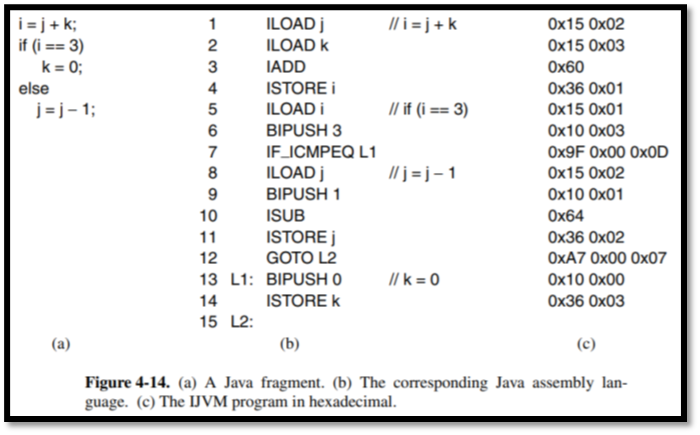 i = j + k; 1 ILOAD j // i = j + k 0x15 0x02
if (i == 3) 2 ILOAD k 0x15 0x03
k = 0; 3 IADD 0x60
else 4 ISTORE i 0x36 0x01
j = j – 1; 5 ILOAD i // if (i == 3) 0x15 0x01
6 BIPUSH 3 0x10 0x03
7 IF_ICMPEQ L1 0x9F 0x00 0x0D
8 ILOAD j // j = j – 1 0x15 0x02
9 BIPUSH 1 0x10 0x01
10 ISUB 0x64
11 ISTORE j 0x36 0x02
12 GOTO L2 0xA7 0x00 0x07
13 L1: BIPUSH 0 // k = 0 0x10 0x00
14 ISTORE k 0x36 0x03
15 L2:
(a) (b) (c)
Figure 4-14. (a) A Java fragment. (b) The corresponding Java assembly lan-
guage. (c) The IJVM program in hexadecimal.